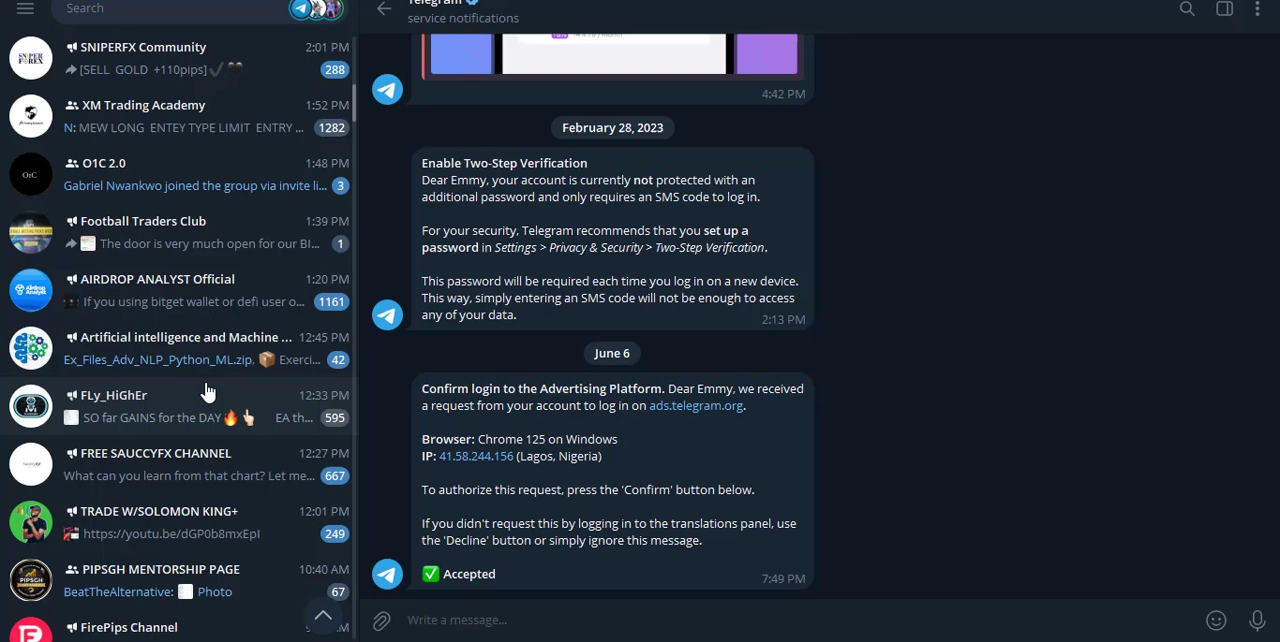 Search
SNIPERFX Community 2:01 PM
[SELL GOLD +110pips] ✔️🖤 288
XM Trading Academy 1:52 PM
N: MEW LONG ENTEY TYPE LIMIT ENTRY ... 1282
O1C 2.0 1:48 PM
Gabriel Nwankwo joined the group via invite li... 3
Football Traders Club 1:39 PM
The door is very much open for our BI... 1
AIRDROP ANALYST Official 1:20 PM
If you using bitget wallet or defi user o... 1161
Artificial intelligence and Machine ... 12:45 PM
Ex_Files_Adv_NLP_Python_ML.zip, 📦 Exerci... 42
FLy_HiGhEr 12:33 PM
SO far GAINS for the DAY🔥👆 EA th... 595
FREE SAUCCYFX CHANNEL 12:27 PM
What can you learn from that chart? Let me... 667
TRADE W/SOLOMON KING+ 12:01 PM
https://youtu.be/dGP0b8mxEpI 249
PIPSGH MENTORSHIP PAGE 10:40 AM
BeatTheAlternative: Photo 67
FirePips Channel
Telegram
service notifications
4:42 PM
February 28, 2023
Enable Two-Step Verification
Dear Emmy, your account is currently not protected with an
additional password and only requires an SMS code to log in.
For your security, Telegram recommends that you set up a
password in Settings > Privacy & Security > Two-Step Verification.
This password will be required each time you log in on a new device.
This way, simply entering an SMS code will not be enough to access
any of your data.
2:13 PM
June 6
Confirm login to the Advertising Platform. Dear Emmy, we received
a request from your account to log in on ads.telegram.org.
Browser: Chrome 125 on Windows
IP: 41.58.244.156 (Lagos, Nigeria)
To authorize this request, press the 'Confirm' button below.
If you didn't request this by logging in to the translations panel, use
the 'Decline' button or simply ignore this message.
✅ Accepted
7:49 PM
Write a message...